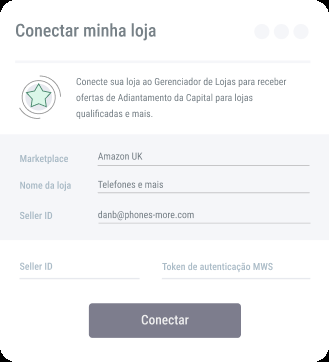 Conectar minha loja
Conecte sua loja ao Gerenciador de Lojas para receber
ofertas de Adiantamento da Capital para lojas
qualificadas e mais.
Marketplace Amazon UK
Nome da loja Telefones e mais
Seller ID danb@phones-more.com
Seller ID Token de autenticação MWS
Conectar